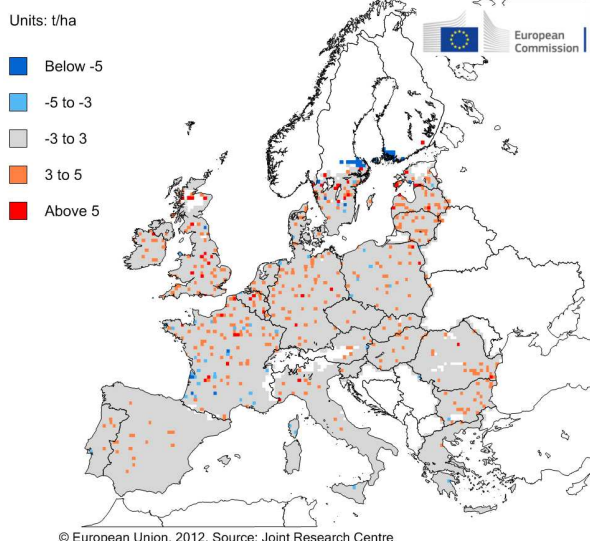 Units: t/ha
European
Commission
Below -5
-5 to -3
-3 to 3
3 to 5
Above 5
© European Union, 2012. Source: Joint Research Centre